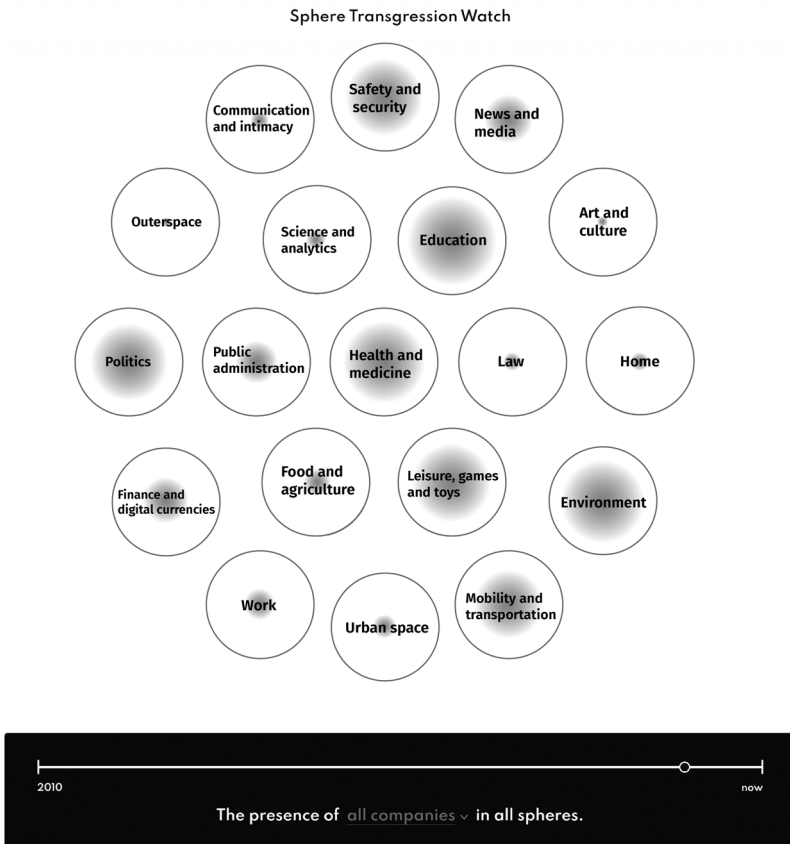 Sphere Transgression Watch
Safety and
security
Communication
and intimacy
News and
media
Outerspace
Science and
analytics
Education
Art and
culture
Politics
Public
administration
Health and
medicine
Law
Home
Finance and
digital currencies
Food and
agriculture
Leisure, games
and toys
Environment
Work
Urban space
Mobility and
transportation
2010
now
The presence of all companies in all spheres.